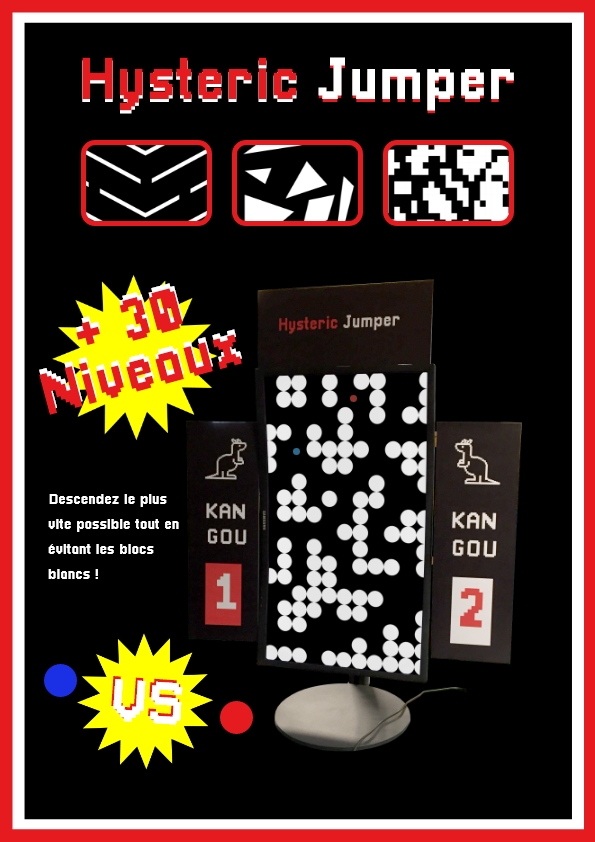 Hysteric Jumper
+ 30
Niveaux
Hysteric Jumper
KAN
GOU
1
KAN
GOU
2
Descendez le plus
vite possible tout en
évitant les blocs
blancs !
VS